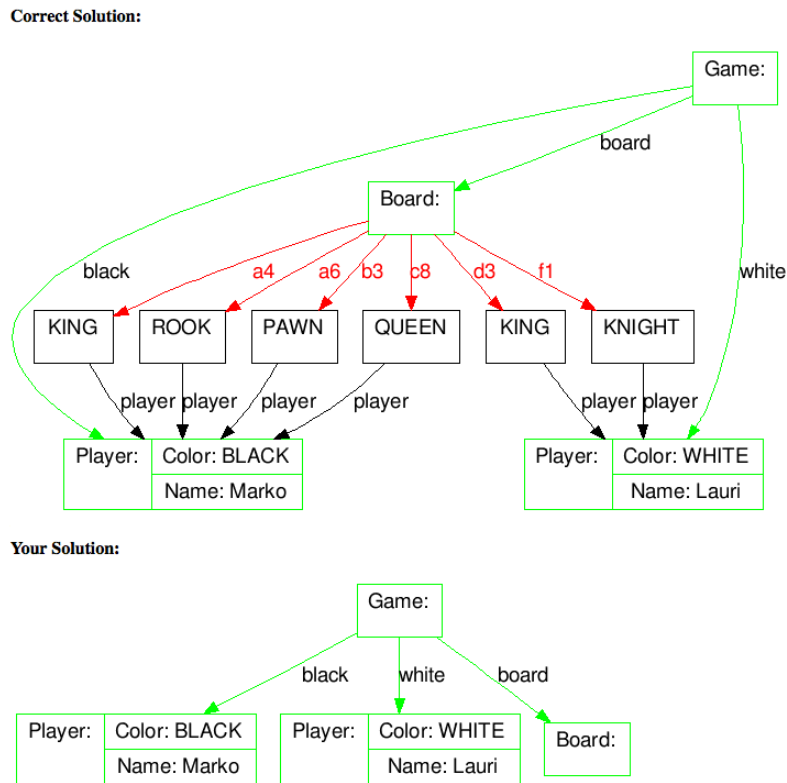 Correct Solution:
Game:
board
Board:
black
a4
a6
b3
c8
d3
f1
white
KING
ROOK
PAWN
QUEEN
KING
KNIGHT
player
player
player
player
player
player
Player:
Color: BLACK
Name: Marko
Player:
Color: WHITE
Name: Lauri
Your Solution:
Game:
black
white
board
Player:
Color: BLACK
Name: Marko
Player:
Color: WHITE
Name: Lauri
Board: